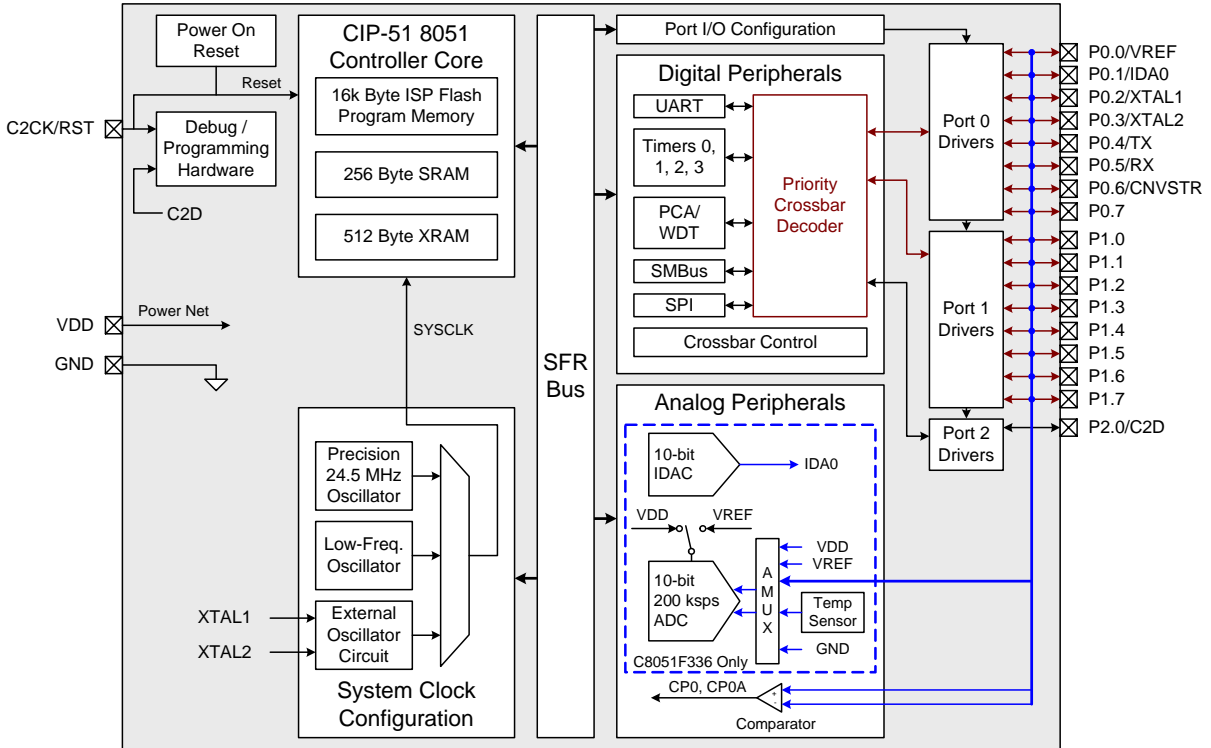 Power On
Reset
Reset
C2CK/RST
Debug /
Programming
Hardware
C2D
VDD
Power Net
GND
CIP-51 8051
Controller Core
16k Byte ISP Flash
Program Memory
256 Byte SRAM
512 Byte XRAM
SYSCLK
Precision
24.5 MHz
Oscillator
Low-Freq.
Oscillator
External
Oscillator
Circuit
XTAL1
XTAL2
System Clock
Configuration
SFR
Bus
Port I/O Configuration
Digital Peripherals
UART
Timers 0,
1, 2, 3
PCA/
WDT
SMBus
SPI
Priority
Crossbar
Decoder
Crossbar Control
Analog Peripherals
10-bit
IDAC
IDA0
VDD
VREF
10-bit
200 ksps
ADC
A
M
U
X
VDD
VREF
Temp
Sensor
GND
C8051F336 Only
CP0, CP0A
+
-
Comparator
Port 0
Drivers
Port 1
Drivers
Port 2
Drivers
P0.0/VREF
P0.1/IDA0
P0.2/XTAL1
P0.3/XTAL2
P0.4/TX
P0.5/RX
P0.6/CNVSTR
P0.7
P1.0
P1.1
P1.2
P1.3
P1.4
P1.5
P1.6
P1.7
P2.0/C2D